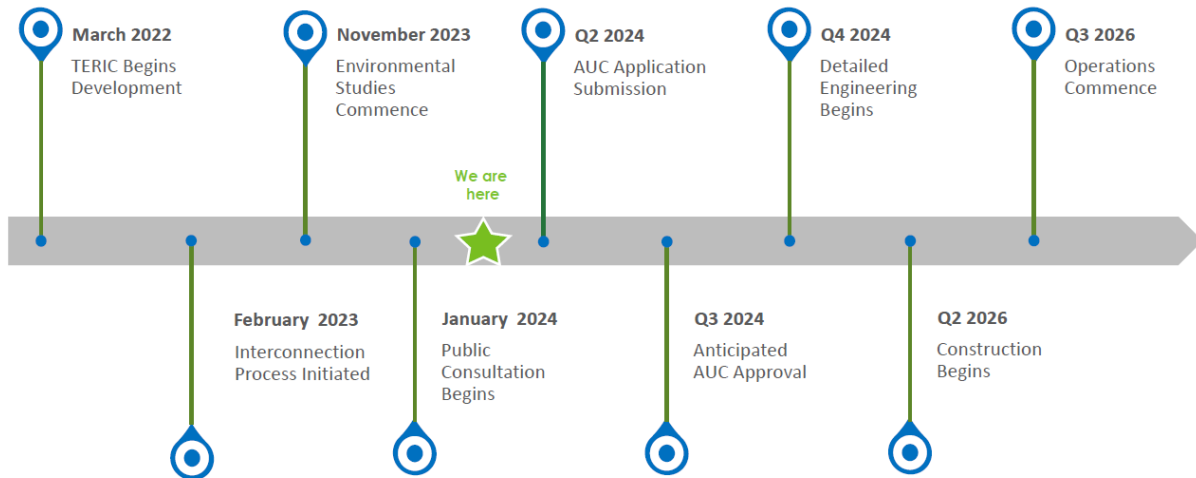 March 2022
TERIC Begins
Development
November 2023
Environmental
Studies
Commence
Q2 2024
AUC Application
Submission
Q4 2024
Detailed
Engineering
Begins
Q3 2026
Operations
Commence
We are
here
February  2023
Interconnection
Process Initiated
January  2024
Public
Consultation
Begins
Q3 2024
Anticipated
AUC Approval
Q2 2026
Construction
Begins